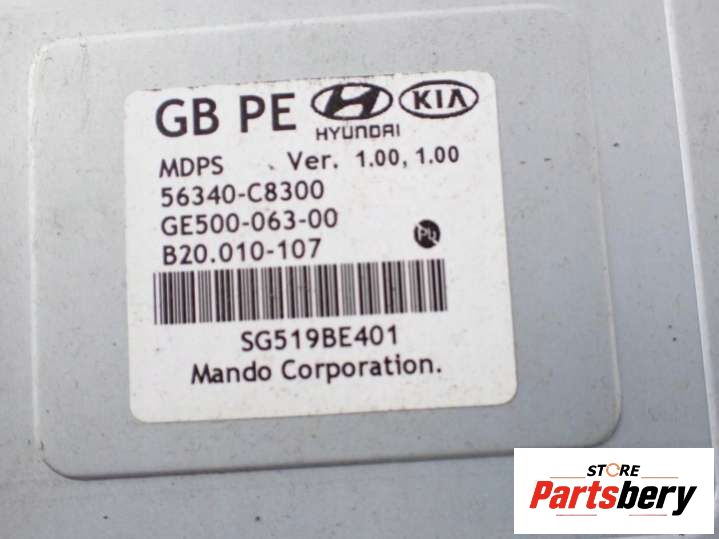 GB PE HYUNDAI KIA
MDPS Ver. 1.00, 1.00
56340-C8300
GE500-063-00
B20.010-107
SG519BE401
Mando Corporation.
STORE
Partsbery